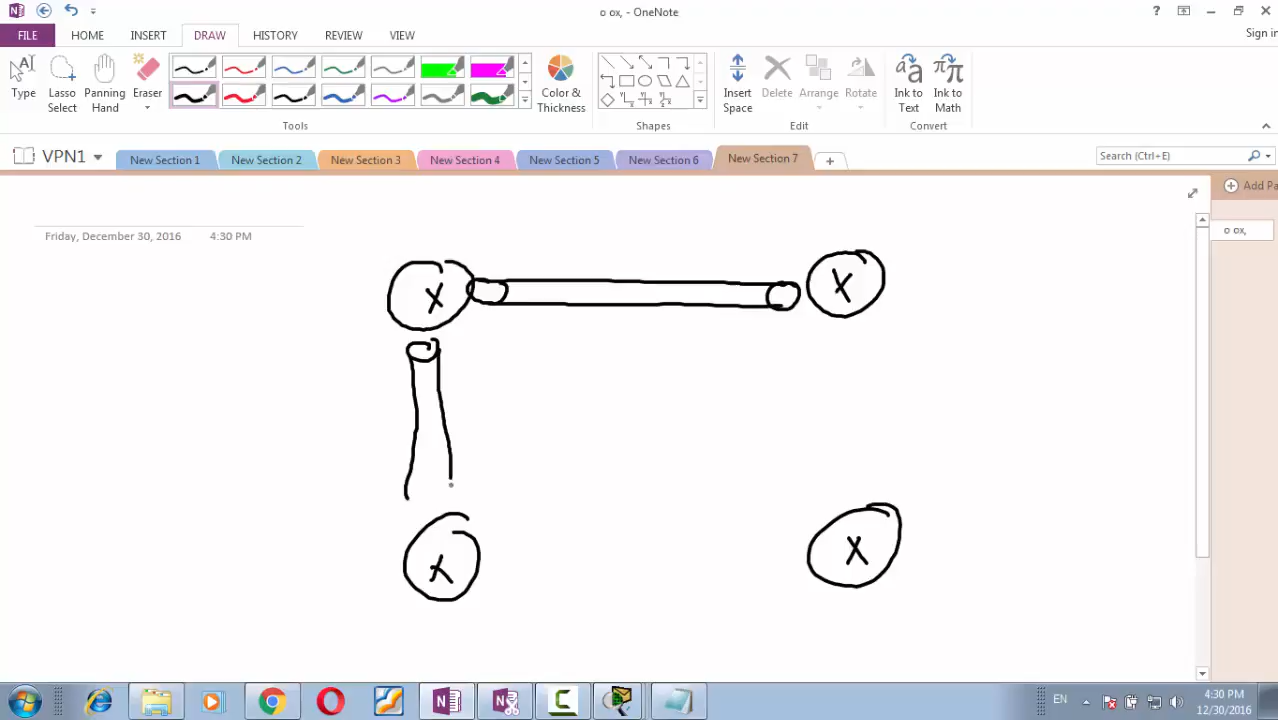 o ox, - OneNote
?
Sign in
FILE HOME INSERT DRAW HISTORY REVIEW VIEW
Type Lasso Select Panning Hand Eraser Color & Thickness Insert Space Delete Arrange Rotate Ink to Text Ink to Math
Tools Shapes Edit Convert
VPN1 New Section 1 New Section 2 New Section 3 New Section 4 New Section 5 New Section 6 New Section 7 Search (Ctrl+E)
Add Pa
o ox,
Friday, December 30, 2016 4:30 PM
X X
X X
EN 4:30 PM
12/30/2016